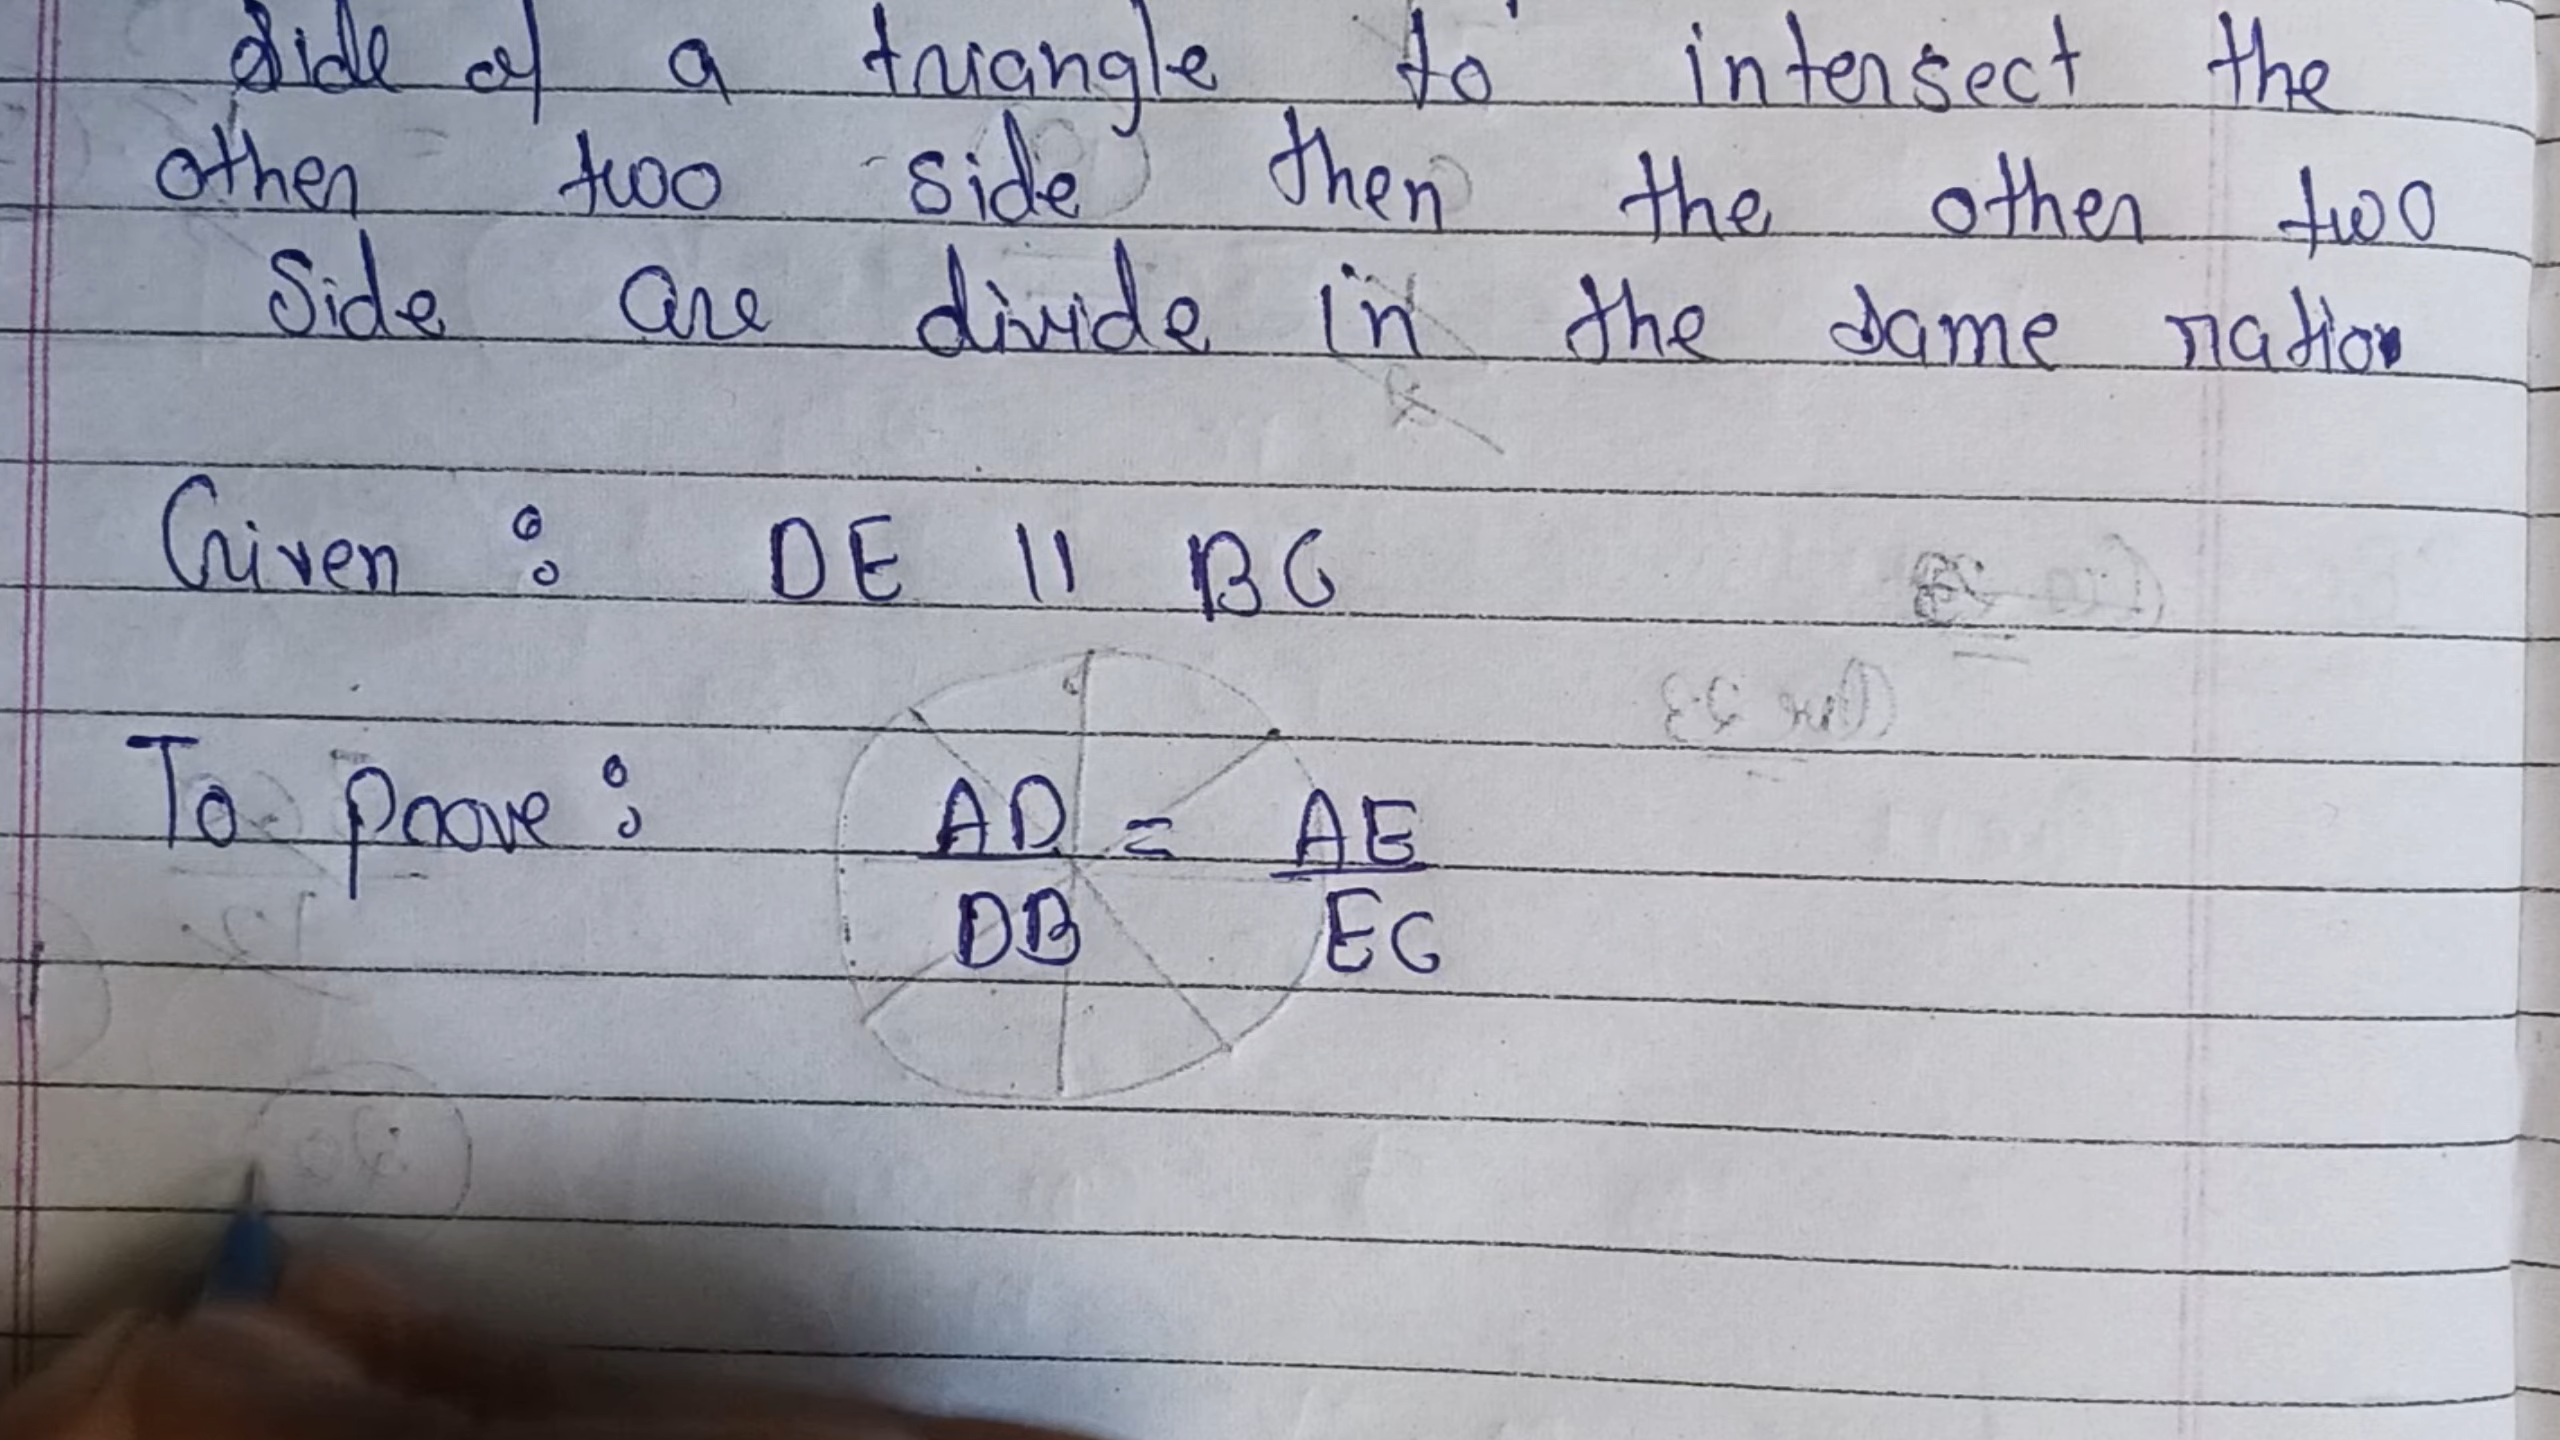 side of a triangle to intersect the
other two side then the other two
side are divide in the same ratio
Given : DE || BC
To prove : AD = AE
DB EC